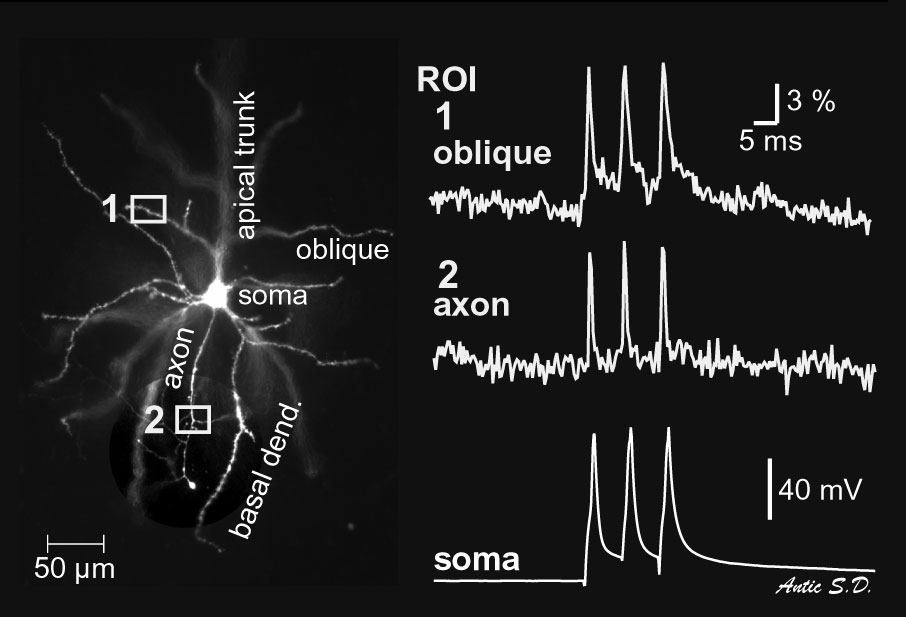 apical trunk
1
oblique
soma
axon
2
basal dend.
50 µm
ROI
1
oblique
3 %
5 ms
2
axon
40 mV
soma
Antic S.D.